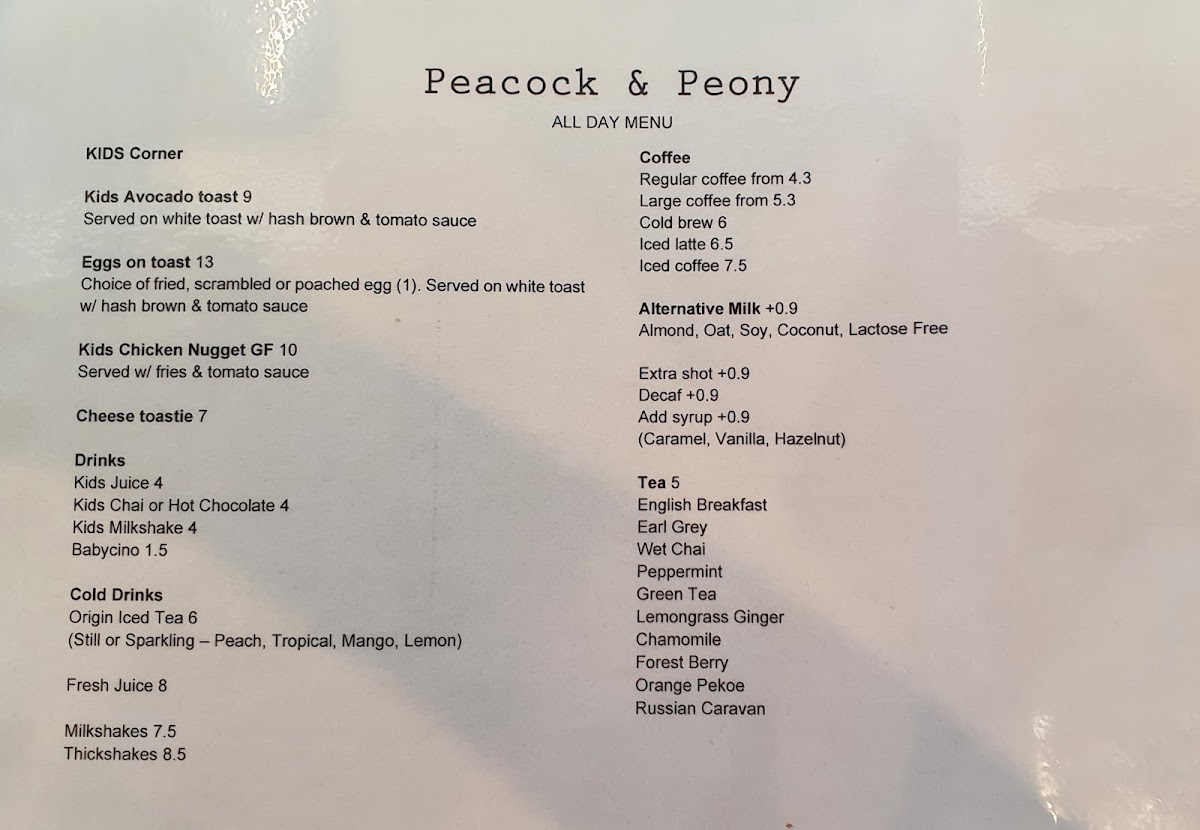 Peacock & Peony
ALL DAY MENU
KIDS Corner
Kids Avocado toast 9
Served on white toast w/ hash brown & tomato sauce
Eggs on toast 13
Choice of fried, scrambled or poached egg (1). Served on white toast
w/ hash brown & tomato sauce
Kids Chicken Nugget GF 10
Served w/ fries & tomato sauce
Cheese toastie 7
Drinks
Kids Juice 4
Kids Chai or Hot Chocolate 4
Kids Milkshake 4
Babycino 1.5
Cold Drinks
Origin Iced Tea 6
(Still or Sparkling – Peach, Tropical, Mango, Lemon)
Fresh Juice 8
Milkshakes 7.5
Thickshakes 8.5
Coffee
Regular coffee from 4.3
Large coffee from 5.3
Cold brew 6
Iced latte 6.5
Iced coffee 7.5
Alternative Milk +0.9
Almond, Oat, Soy, Coconut, Lactose Free
Extra shot +0.9
Decaf +0.9
Add syrup +0.9
(Caramel, Vanilla, Hazelnut)
Tea 5
English Breakfast
Earl Grey
Wet Chai
Peppermint
Green Tea
Lemongrass Ginger
Chamomile
Forest Berry
Orange Pekoe
Russian Caravan